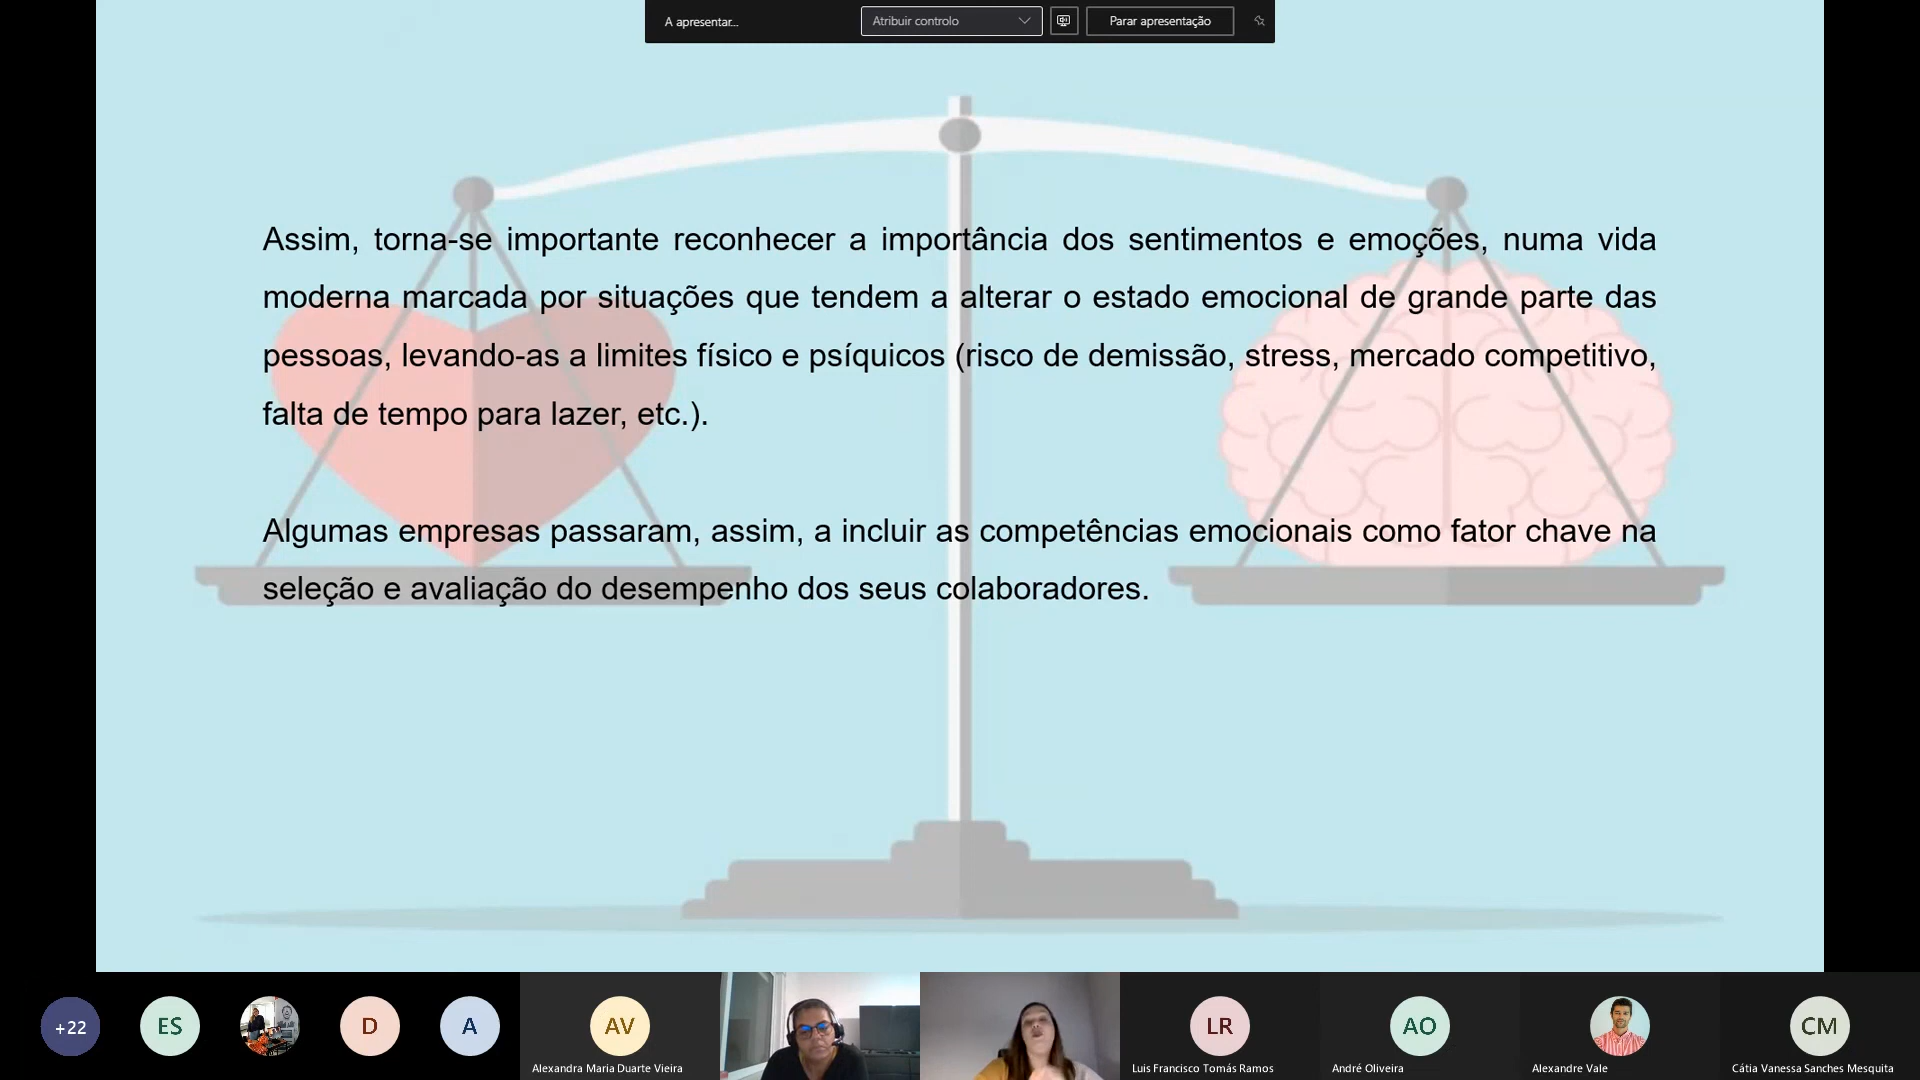 A apresentar...
Atribuir controlo
Parar apresentação
Assim, torna-se importante reconhecer a importância dos sentimentos e emoções, numa vida
moderna marcada por situações que tendem a alterar o estado emocional de grande parte das
pessoas, levando-as a limites físico e psíquicos (risco de demissão, stress, mercado competitivo,
falta de tempo para lazer, etc.).
Algumas empresas passaram, assim, a incluir as competências emocionais como fator chave na
seleção e avaliação do desempenho dos seus colaboradores.
+22
ES
D
A
AV
LR
AO
CM
Alexandra Maria Duarte Vieira
Luis Francisco Tomás Ramos
André Oliveira
Alexandre Vale
Cátia Vanessa Sanches Mesquita